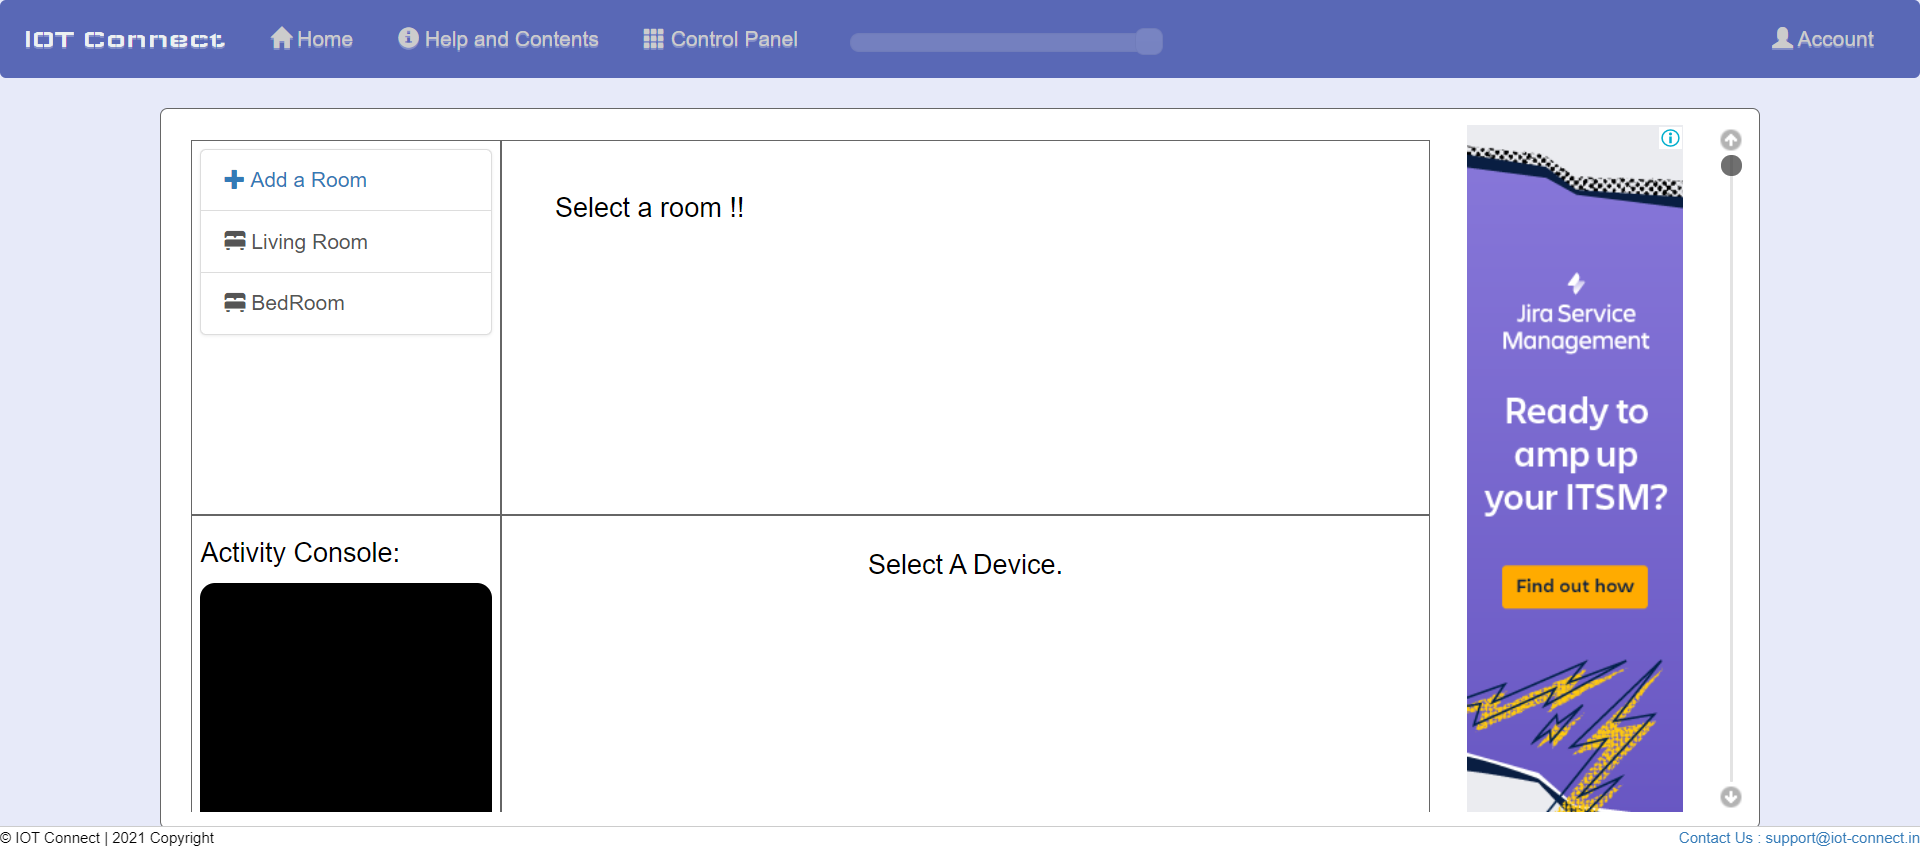 IOT Connect Home Help and Contents Control Panel Account
Add a Room
Living Room
BedRoom
Select a room !!
Activity Console:
Select A Device.
Jira Service
Management
Ready to
amp up
your ITSM?
Find out how
© IOT Connect | 2021 Copyright
Contact Us : support@iot-connect.in